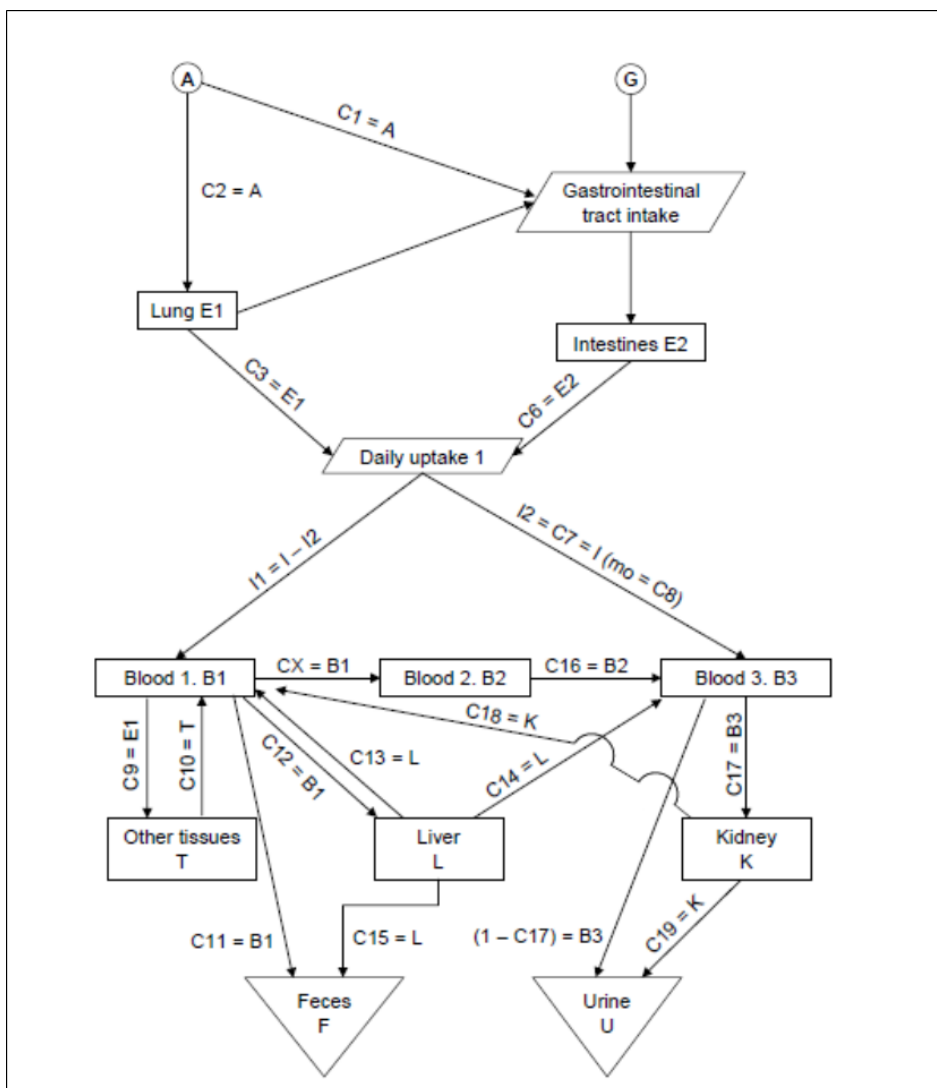 A
G
C1 = A
C2 = A
Gastrointestinal
tract intake
Lung E1
Intestines E2
C3 = E1
C6 = E2
Daily uptake 1
I1 = I – I2
I2 = C7 = I (mo = C8)
Blood 1. B1
CX = B1
Blood 2. B2
C16 = B2
Blood 3. B3
C9 = E1
C10 = T
C12 = B1
C13 = L
C18 = K
C14 = L
C17 = B3
Other tissues
T
Liver
L
Kidney
K
C11 = B1
C15 = L
(1 – C17) = B3
C19 = K
Feces
F
Urine
U